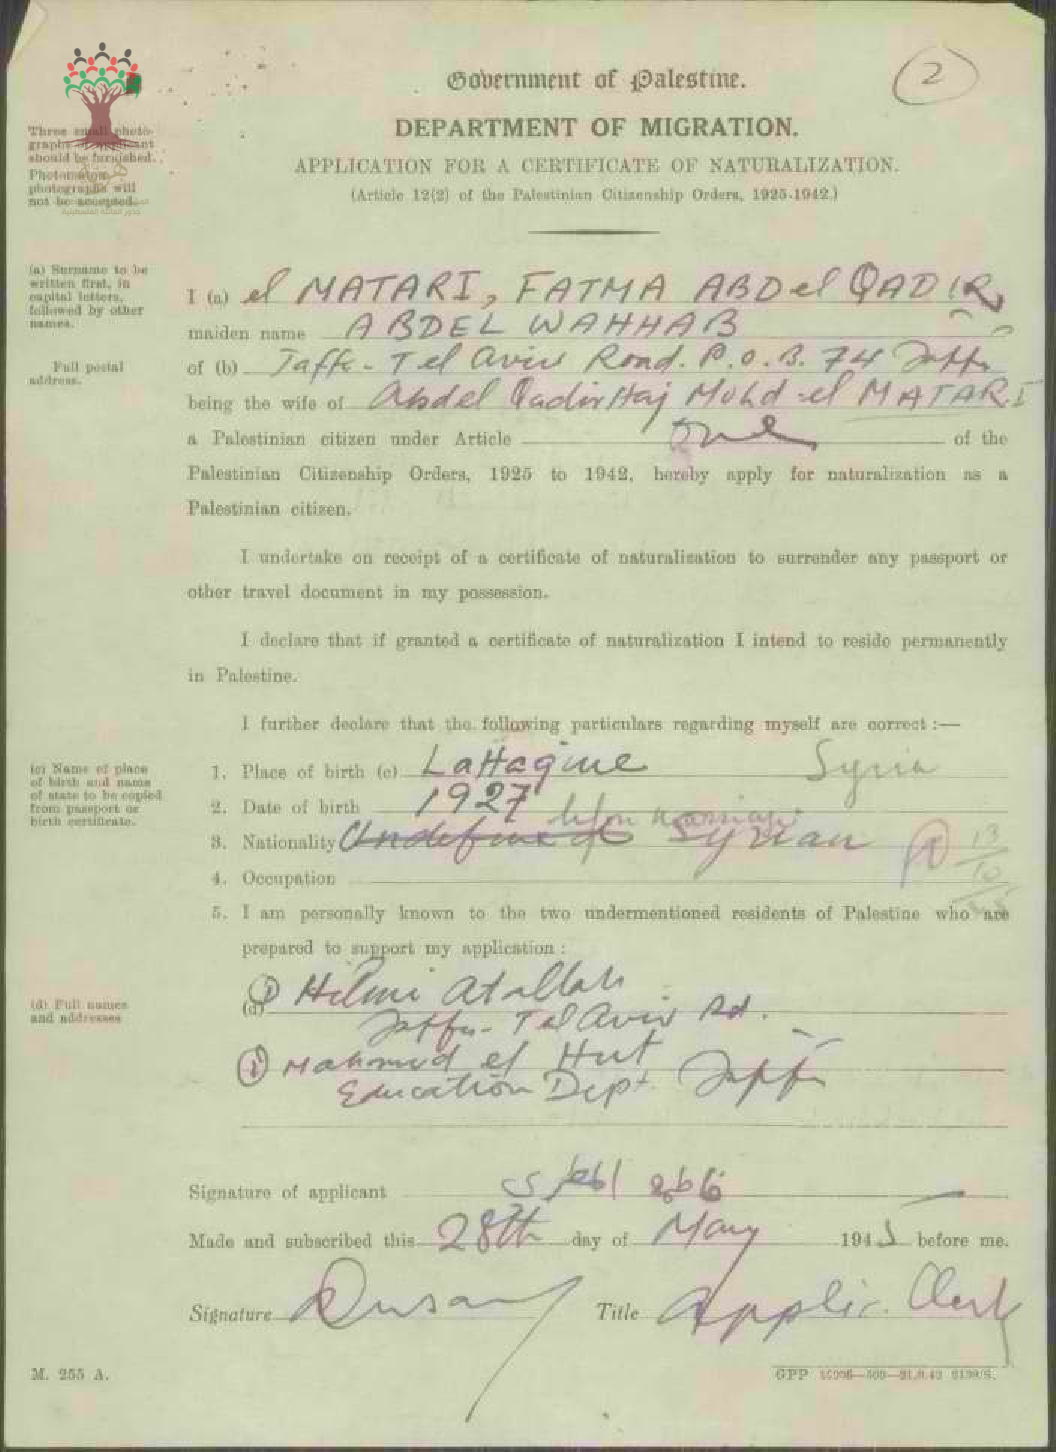 2
Government of Palestine.
DEPARTMENT OF MIGRATION.
APPLICATION FOR A CERTIFICATE OF NATURALIZATION.
(Article 12(2) of the Palestinian Citizenship Orders, 1925-1942.)
Three small photo-
graphs of applicant
should be furnished.
Photomaton
photographs will
not be accepted.
(a) Surname to be
written first, in
capital letters,
followed by other
names.
I (a) el MATARI, FATMA ABDel QADIR
maiden name ABDEL WAHHAB
Full postal
address.
of (b) Jaffa - Tel Aviv Road. P.O.B. 74 Jaffa
being the wife of Abdel Qadir Haj Mohd el MATARI
a Palestinian citizen under Article one of the
Palestinian Citizenship Orders, 1925 to 1942, hereby apply for naturalization as a
Palestinian citizen.
I undertake on receipt of a certificate of naturalization to surrender any passport or
other travel document in my possession.
I declare that if granted a certificate of naturalization I intend to reside permanently
in Palestine.
I further declare that the following particulars regarding myself are correct :—
(c) Name of place
of birth and name
of state to be copied
from passport or
birth certificate.
1. Place of birth (c) Lattaquie Syria
2. Date of birth 1927
upon marriage
3. Nationality Undefined Syrian
13
10
4. Occupation
5. I am personally known to the two undermentioned residents of Palestine who are
prepared to support my application :
(d) Full names
and addresses
(d) 1 Hilmi Atallah
Jaffa - Tel Aviv Rd.
Mahmud el Hut
Education Dept. Jaffa
Signature of applicant
Made and subscribed this 28th day of May 1945 before me.
Signature Title Applic. Clerk
M. 255 A.
GPP